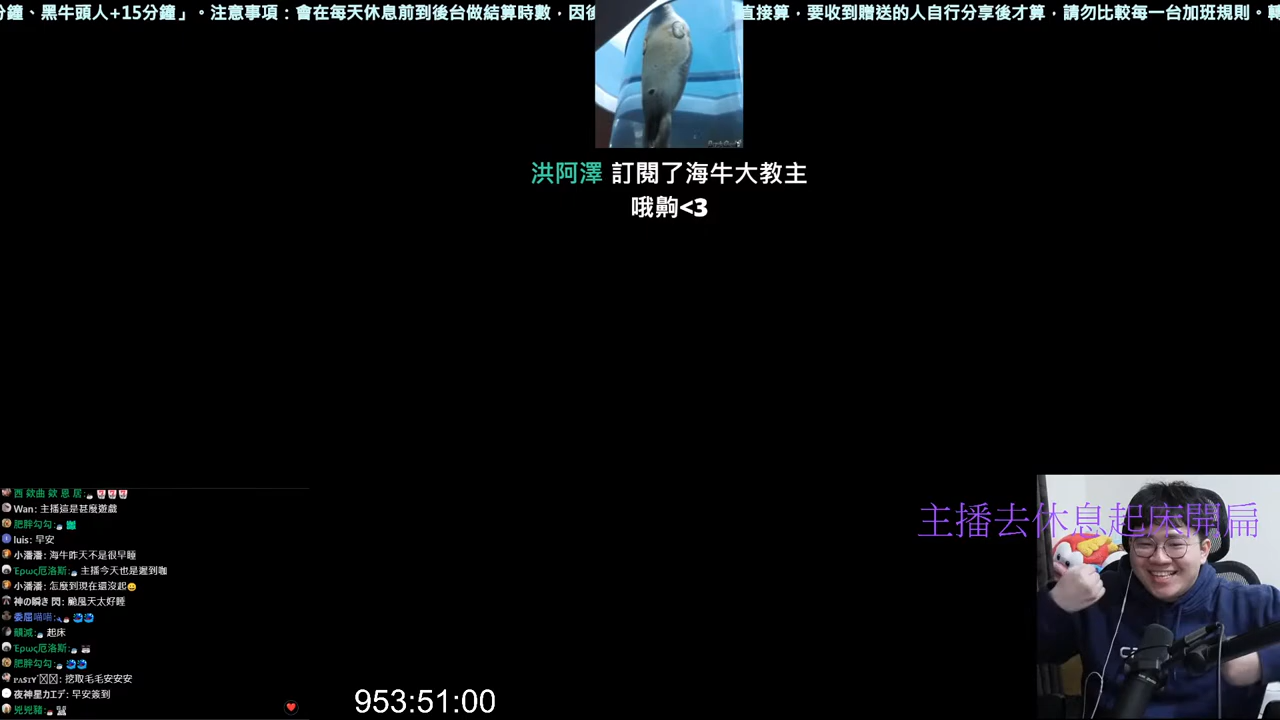 分鐘、黑牛頭人+15分鐘」。注意事項：會在每天休息前到後台做結算時數，因後
直接算，要收到贈送的人自行分享後才算，請勿比較每一台加班規則。
洪阿澤 訂閱了海牛大教主
哦齁<3
主播去休息起床開扁
西 欸曲 欸 恩 居:
Wan: 主播這是甚麼遊戲
肥胖勾勾:
luis: 早安
小潘潘: 海牛昨天不是很早睡
Έρως厄洛斯: 主播今天也是遲到咖
小潘潘: 怎麼到現在還沒起
神の瞬き 閃: 颱風天太好睡
委屈喵喵:
起床
Έρως厄洛斯:
肥胖勾勾:
挖取毛毛安安安
夜神星カエデ: 早安簽到
兇兇豬:
953:51:00